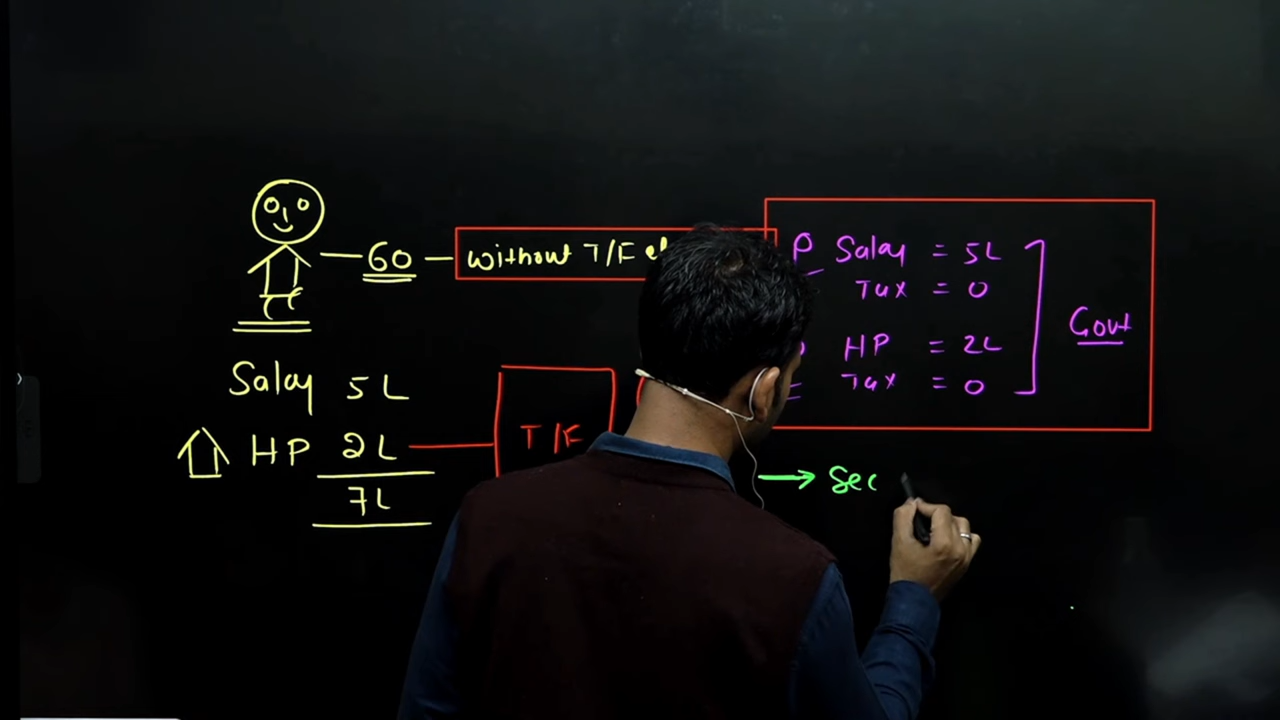 60
without T/F
Salay 5L
HP 2L
7L
T/F
P Salay = 5L
Tax = 0
HP = 2L
Tax = 0
Govt
Sec